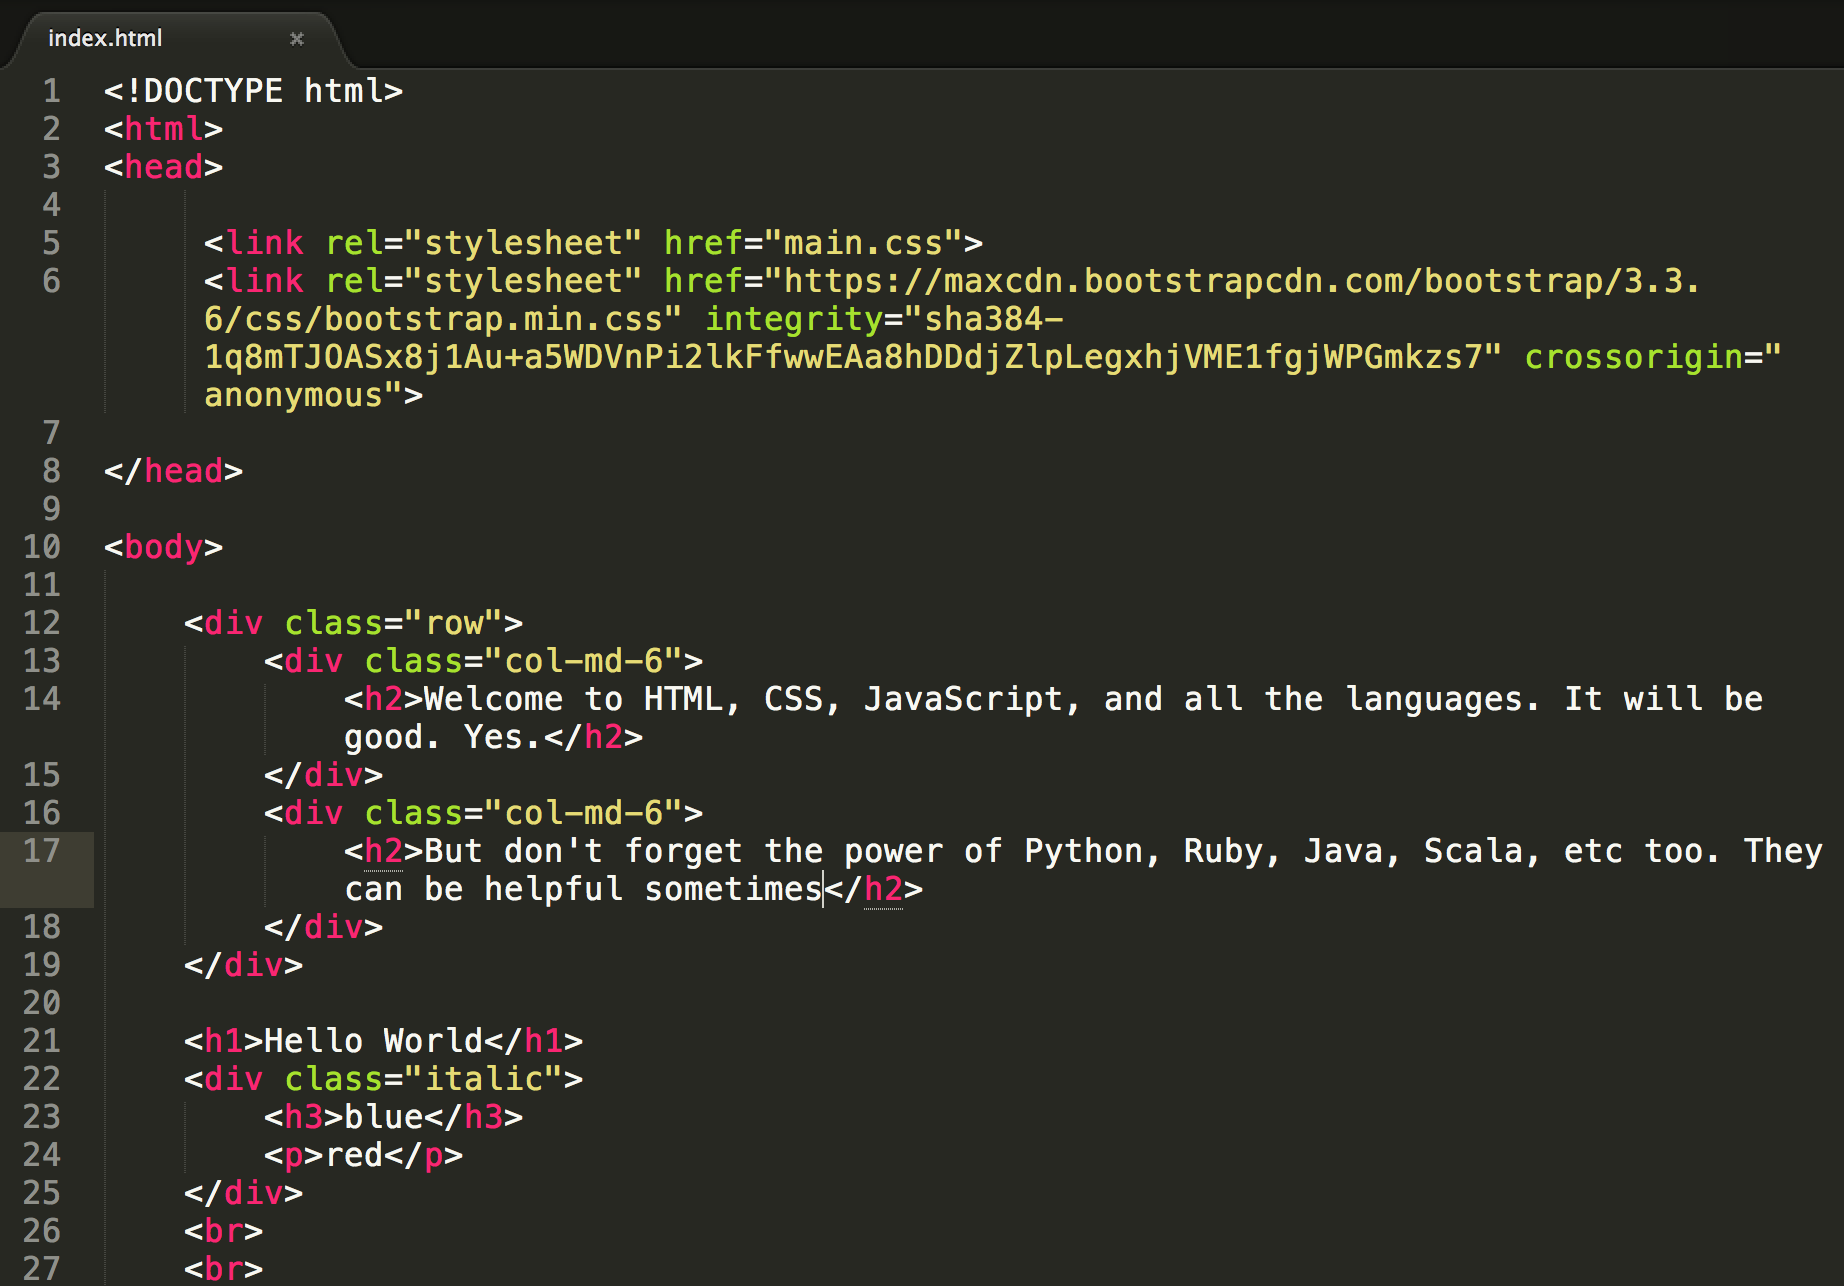 index.html ×
1 <!DOCTYPE html>
2 <html>
3 <head>
4
5 <link rel="stylesheet" href="main.css">
6 <link rel="stylesheet" href="https://maxcdn.bootstrapcdn.com/bootstrap/3.3.
6/css/bootstrap.min.css" integrity="sha384-
1q8mTJOASx8j1Au+a5WDVnPi2lkFfwwEAa8hDDdjZlpLegxhjVME1fgjWPGmkzs7" crossorigin="
anonymous">
7
8 </head>
9
10 <body>
11
12 <div class="row">
13 <div class="col-md-6">
14 <h2>Welcome to HTML, CSS, JavaScript, and all the languages. It will be
good. Yes.</h2>
15 </div>
16 <div class="col-md-6">
17 <h2>But don't forget the power of Python, Ruby, Java, Scala, etc too. They
can be helpful sometimes</h2>
18 </div>
19 </div>
20
21 <h1>Hello World</h1>
22 <div class="italic">
23 <h3>blue</h3>
24 <p>red</p>
25 </div>
26 <br>
27 <br>